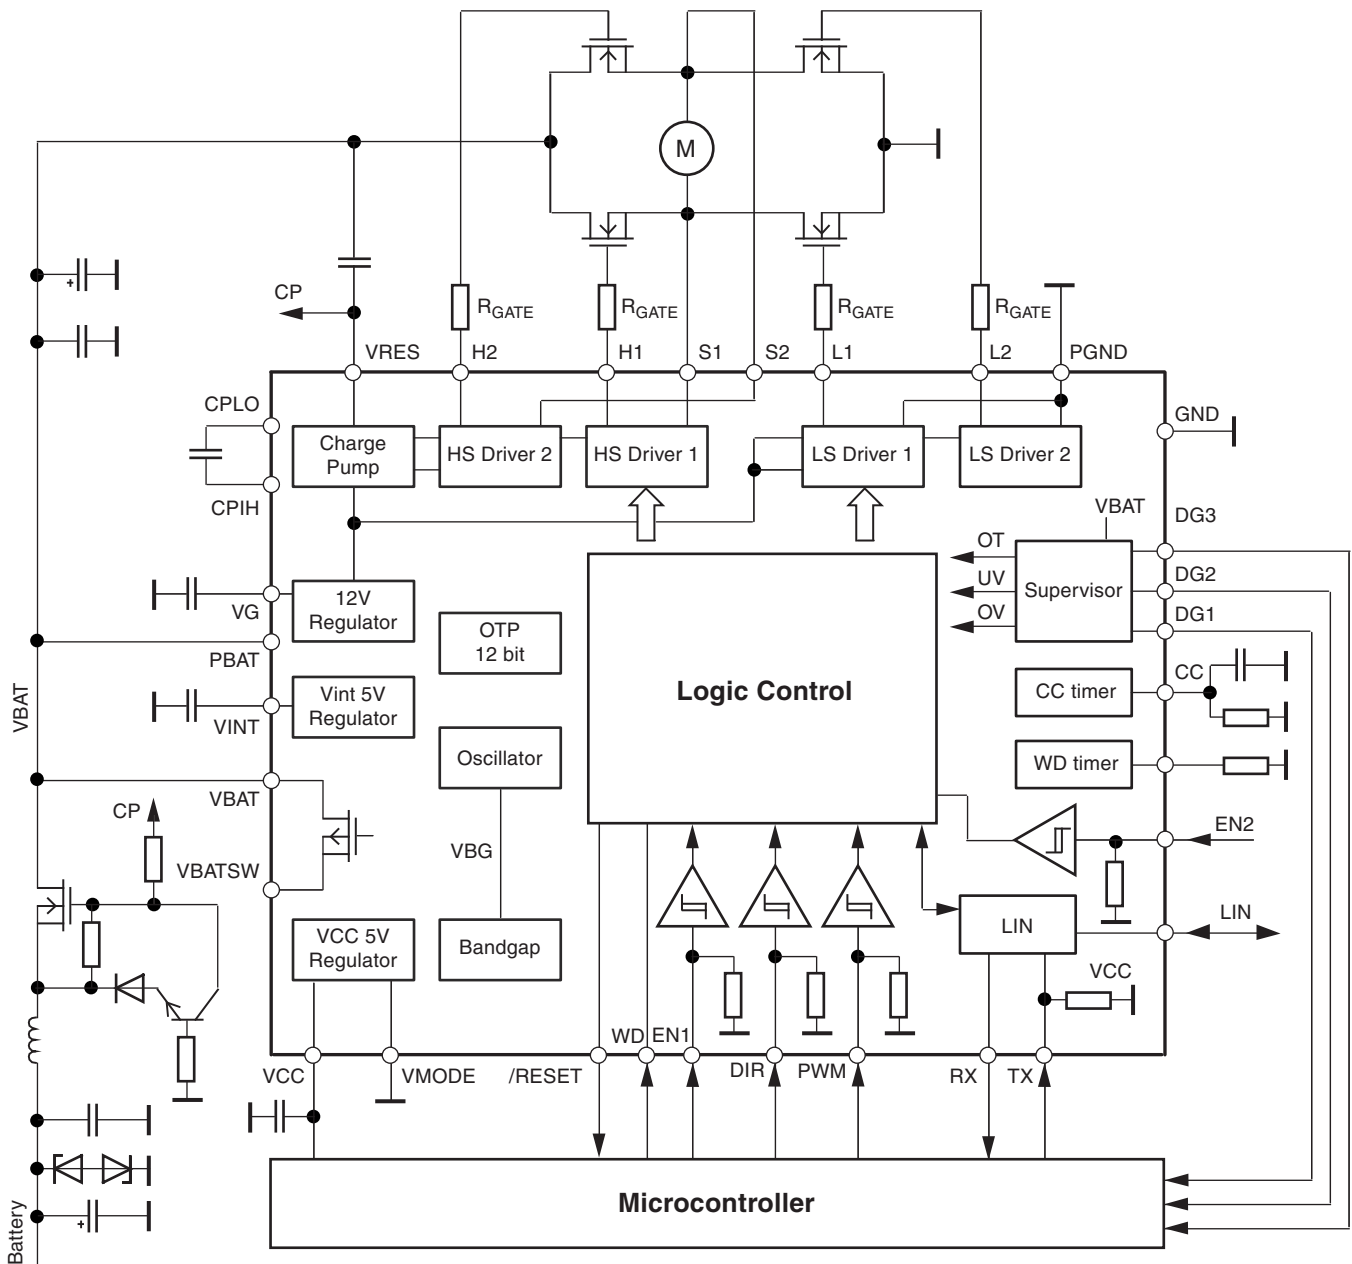 M
CP
R_GATE
R_GATE
R_GATE
R_GATE
VRES
H2
H1
S1
S2
L1
L2
PGND
CPLO
GND
Charge
Pump
HS Driver 2
HS Driver 1
LS Driver 1
LS Driver 2
CPIH
VBAT
DG3
OT
UV
OV
Supervisor
DG2
DG1
VG
12V
Regulator
OTP
12 bit
PBAT
CC
CC timer
Logic Control
VBAT
VINT
Vint 5V
Regulator
Oscillator
WD timer
VBAT
CP
VBG
EN2
VBATSW
LIN
LIN
VCC 5V
Regulator
Bandgap
VCC
WD
EN1
VCC
VMODE
/RESET
DIR
PWM
RX
TX
Microcontroller
Battery
+
+